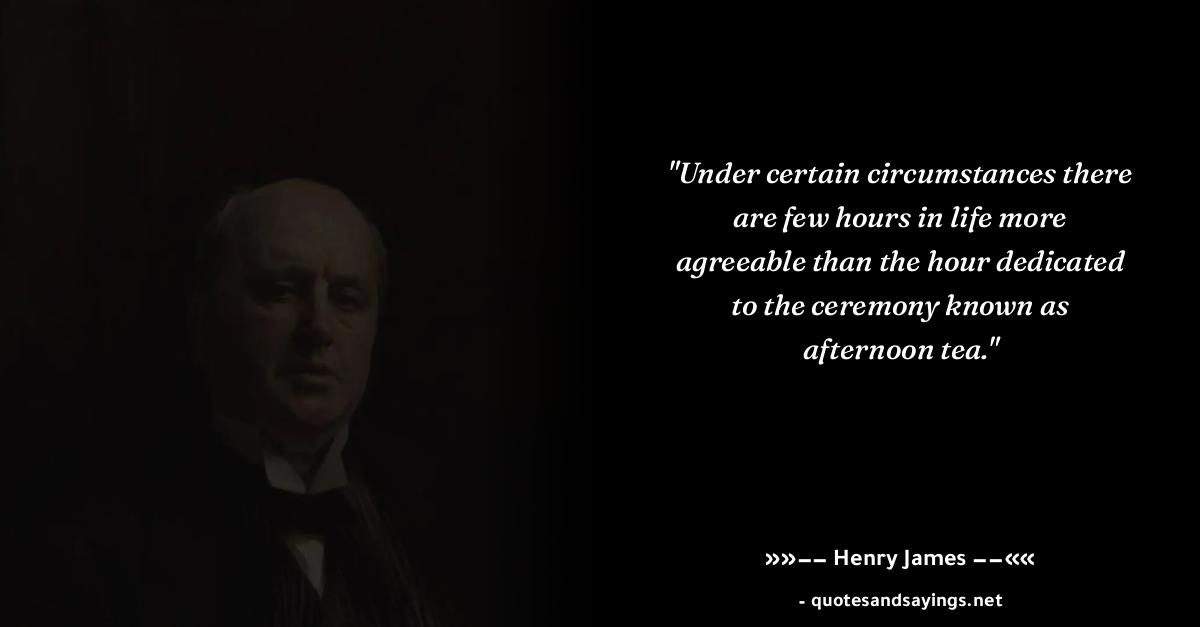 "Under certain circumstances there
are few hours in life more
agreeable than the hour dedicated
to the ceremony known as
afternoon tea."
»»−− Henry James −−««
- quotesandsayings.net